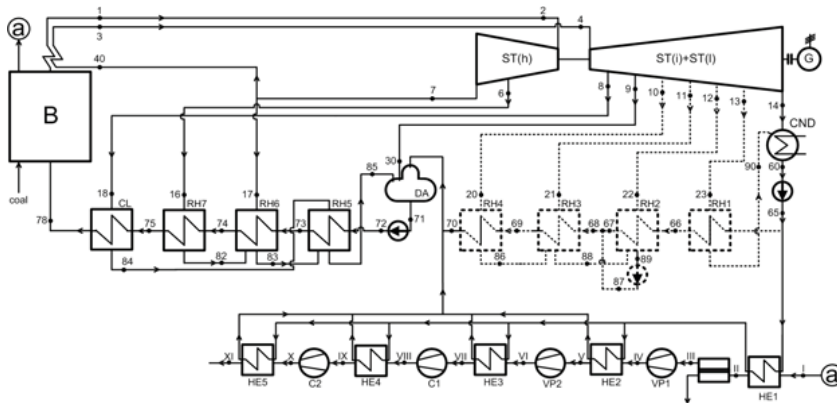 a 1 2
3 4
40 ST(h) ST(i)+ST(l) G
7 6 8 9 10 11 12 13 14
B CND
30 90 60
85 DA
coal 18 16 17 20 21 22 23
CL RH7 RH6 RH5 RH4 RH3 RH2 RH1 65
78 75 74 73 72 71 70 69 68 67 66
84 82 83 86 88 87 89
XI X IX VIII VII VI V IV III II I a
HE5 C2 HE4 C1 HE3 VP2 HE2 VP1 HE1